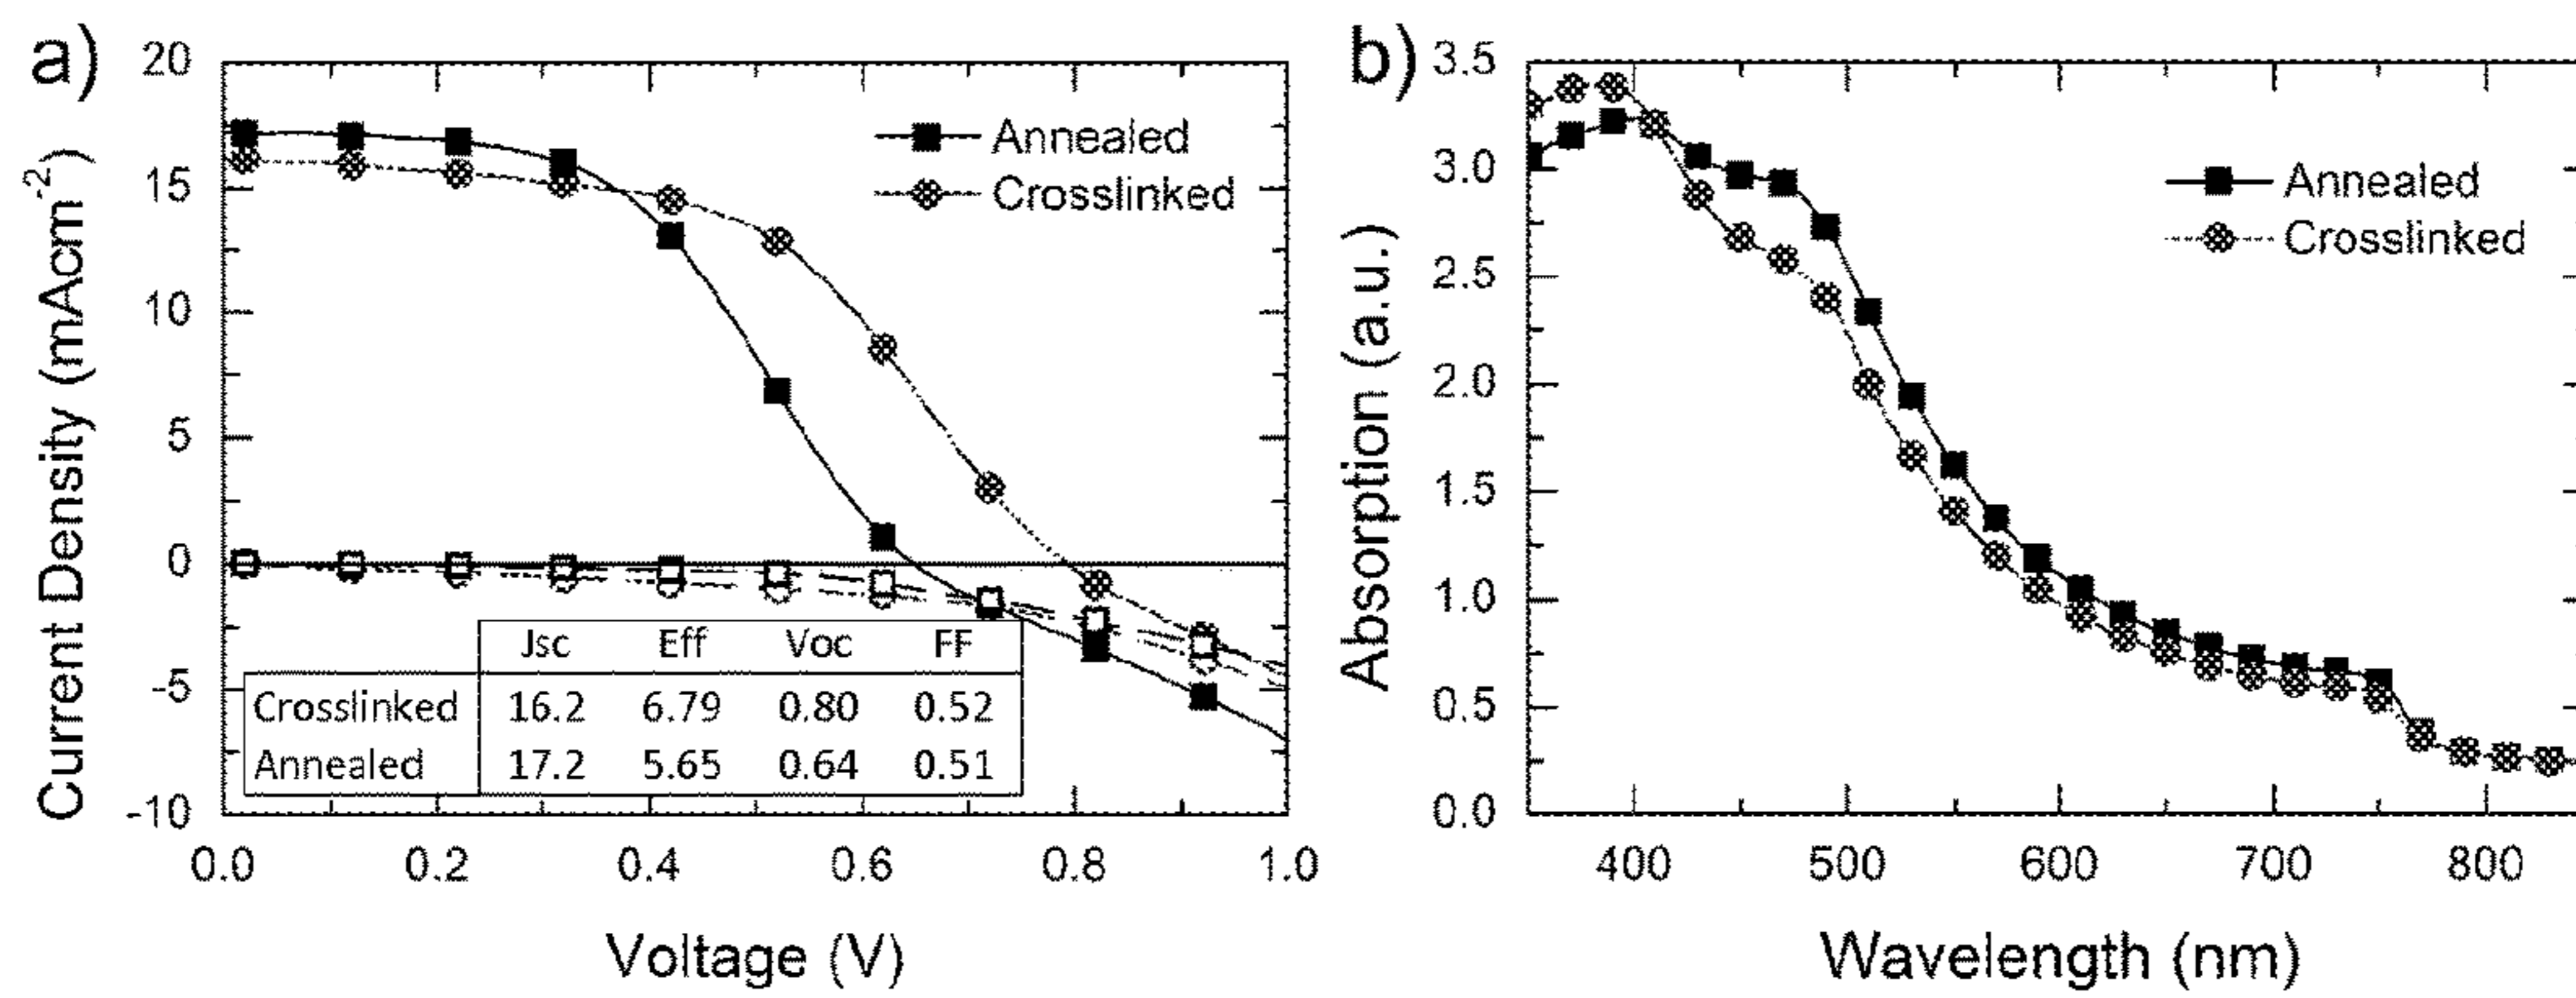 a)
20
15
10
5
0
-5
-10
Current Density (mAcm-2)
Annealed
Crosslinked
Jsc Eff Voc FF
Crosslinked 16.2 6.79 0.80 0.52
Annealed 17.2 5.65 0.64 0.51
0.0 0.2 0.4 0.6 0.8 1.0
Voltage (V)
b)
3.5
3.0
2.5
2.0
1.5
1.0
0.5
0.0
Absorption (a.u.)
Annealed
Crosslinked
400 500 600 700 800
Wavelength (nm)